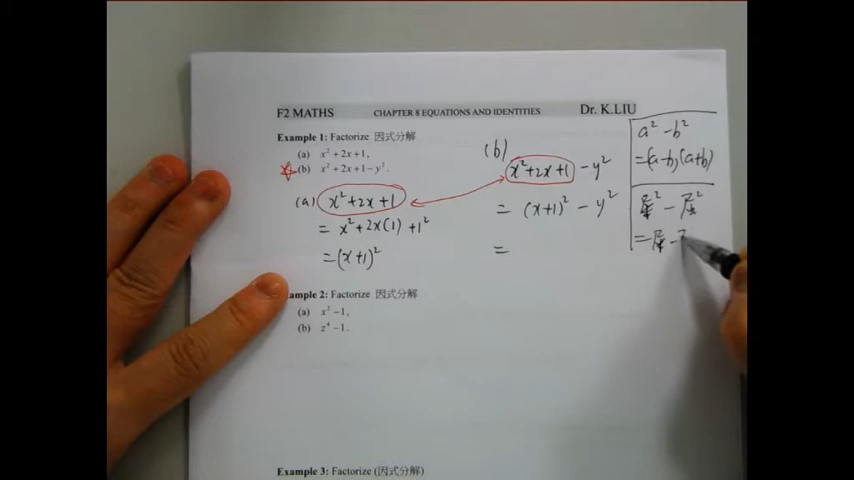 F2 MATHS CHAPTER 8 EQUATIONS AND IDENTITIES Dr. K.LIU
Example 1: Factorize 因式分解
(a) x² + 2x + 1,
(b) x² + 2x + 1 − y².
(a) x² + 2x + 1
= x² + 2x(1) + 1²
= (x+1)²
(b)
x² + 2x + 1 − y²
= (x+1)² − y²
=
a² − b²
= (a−b)(a+b)
Example 2: Factorize 因式分解
(a) x² − 1,
(b) z⁴ − 1.
Example 3: Factorize (因式分解)